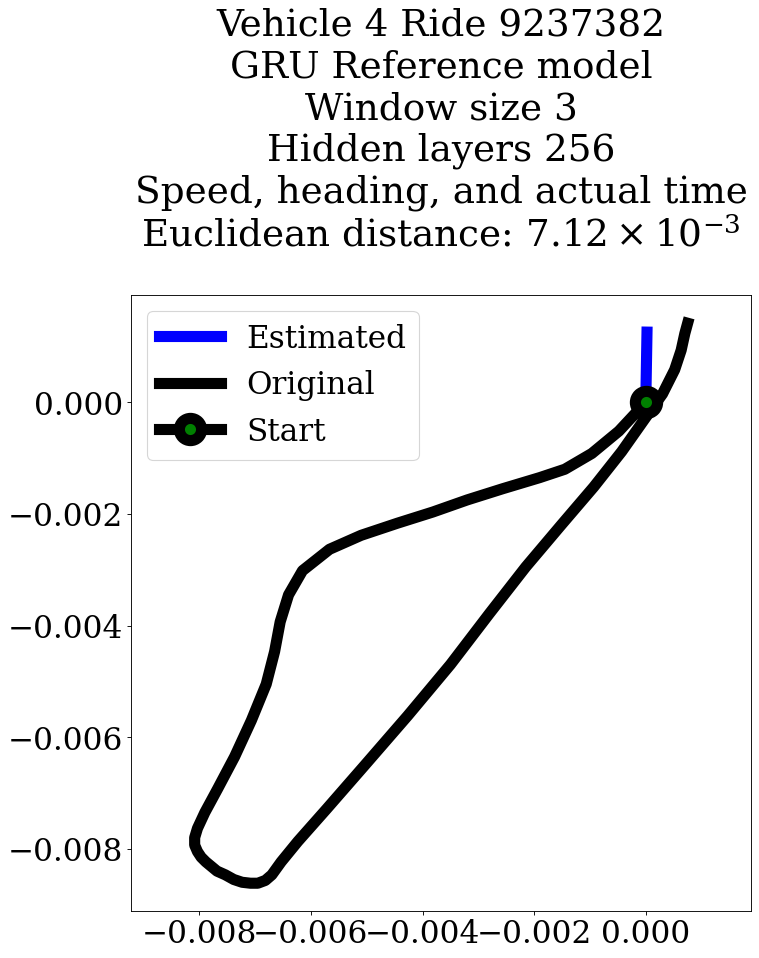 Vehicle 4 Ride 9237382
GRU Reference model
Window size 3
Hidden layers 256
Speed, heading, and actual time
Euclidean distance: 7.12 × 10⁻³
Estimated
Original
Start
0.000
−0.002
−0.004
−0.006
−0.008
−0.008 −0.006 −0.004 −0.002 0.000